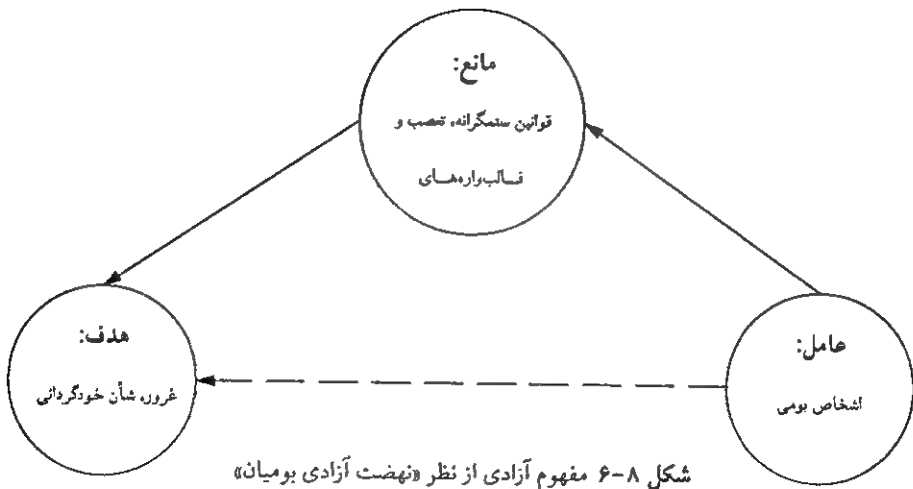 مانع:
قوانین ستمگرانه، تعصب و
قالب‌واره‌های
هدف:
غرور، شأن خودگردانی
عامل:
اشخاص بومی
شکل ۸-۶ مفهوم آزادی از نظر «نهضت آزادی بومیان»